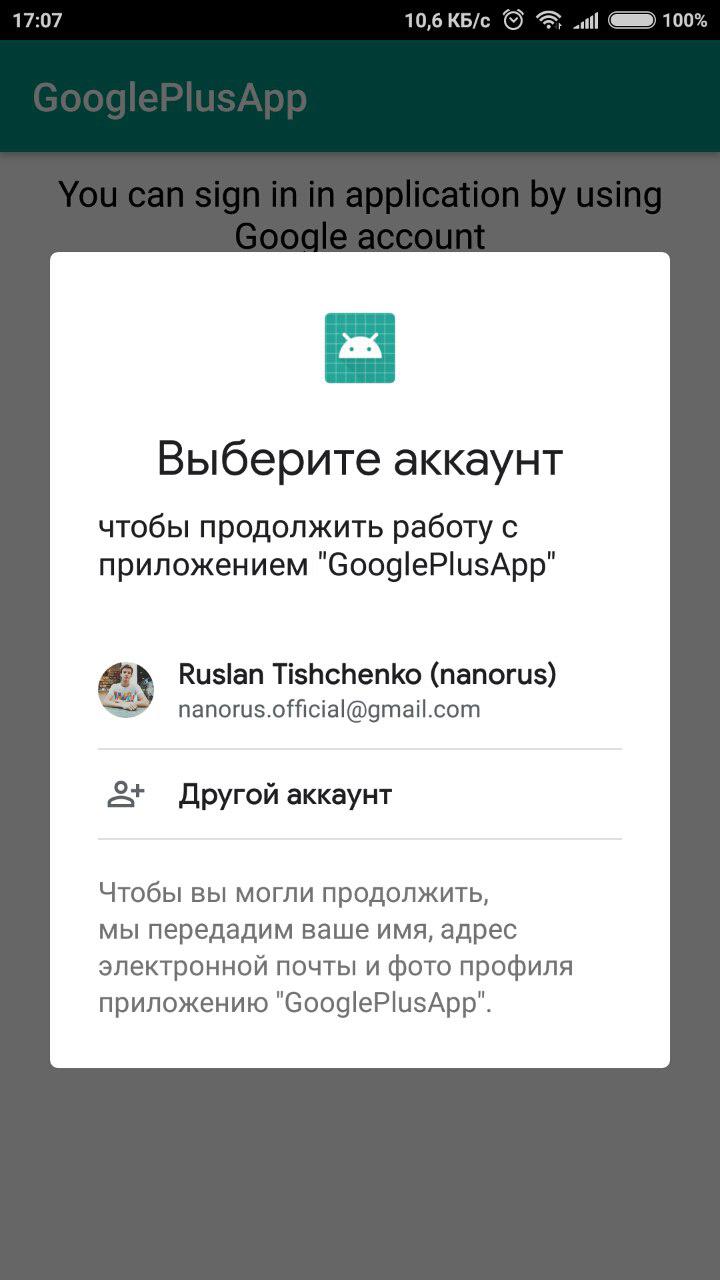 17:07 10,6 КБ/с 100%
GooglePlusApp
You can sign in in application by using
Google account
Выберите аккаунт
чтобы продолжить работу с
приложением "GooglePlusApp"
Ruslan Tishchenko (nanorus)
nanorus.official@gmail.com
Другой аккаунт
Чтобы вы могли продолжить,
мы передадим ваше имя, адрес
электронной почты и фото профиля
приложению "GooglePlusApp".